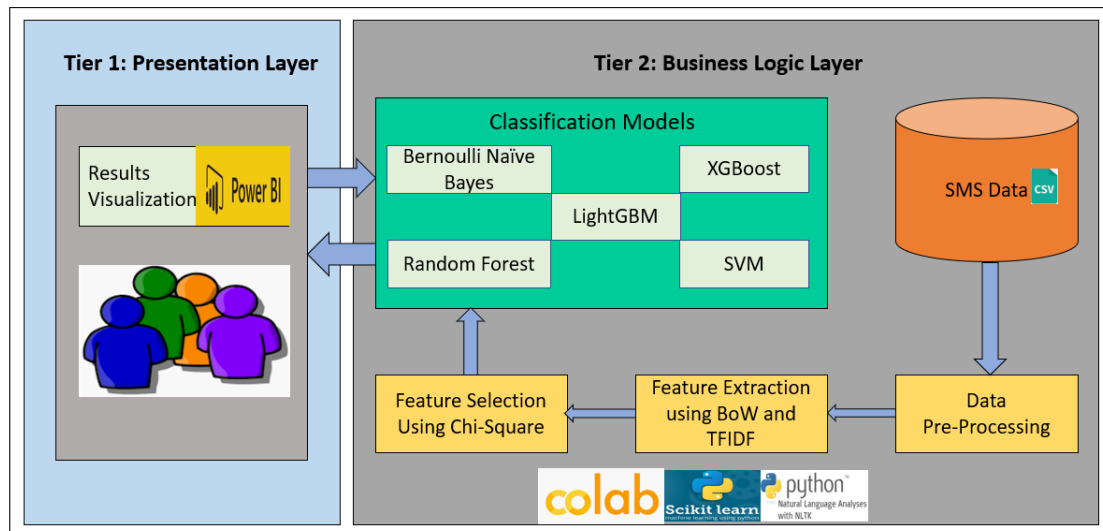 Tier 1: Presentation Layer
Results
Visualization
Power BI
Tier 2: Business Logic Layer
Classification Models
Bernoulli Naïve
Bayes
XGBoost
LightGBM
Random Forest
SVM
SMS Data
CSV
Feature Selection
Using Chi-Square
Feature Extraction
using BoW and
TFIDF
Data
Pre-Processing
colab
Scikit learn
machine learning using python
python™
Natural Language Analyses
with NLTK